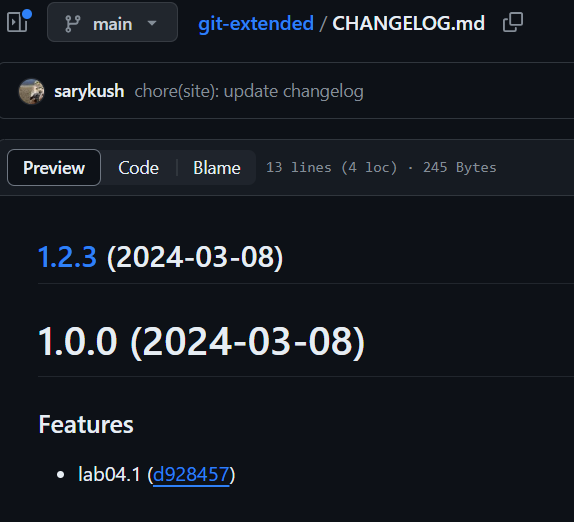 main
git-extended / CHANGELOG.md
sarykush chore(site): update changelog
Preview Code Blame 13 lines (4 loc) · 245 Bytes
1.2.3 (2024-03-08)
1.0.0 (2024-03-08)
Features
• lab04.1 (d928457)